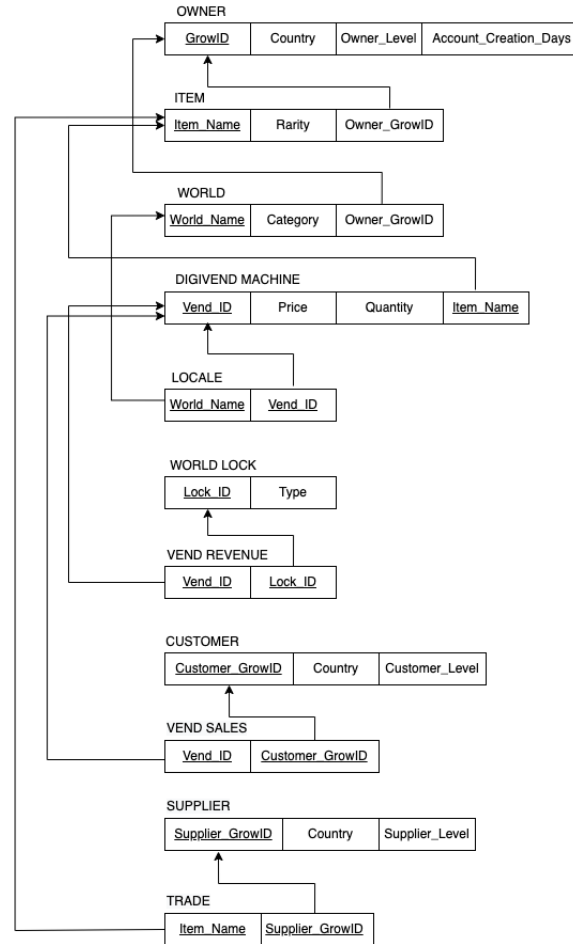 OWNER
GrowID Country Owner_Level Account_Creation_Days
ITEM
Item_Name Rarity Owner_GrowID
WORLD
World_Name Category Owner_GrowID
DIGIVEND MACHINE
Vend_ID Price Quantity Item_Name
LOCALE
World_Name Vend_ID
WORLD LOCK
Lock_ID Type
VEND REVENUE
Vend_ID Lock_ID
CUSTOMER
Customer_GrowID Country Customer_Level
VEND SALES
Vend_ID Customer_GrowID
SUPPLIER
Supplier_GrowID Country Supplier_Level
TRADE
Item_Name Supplier_GrowID